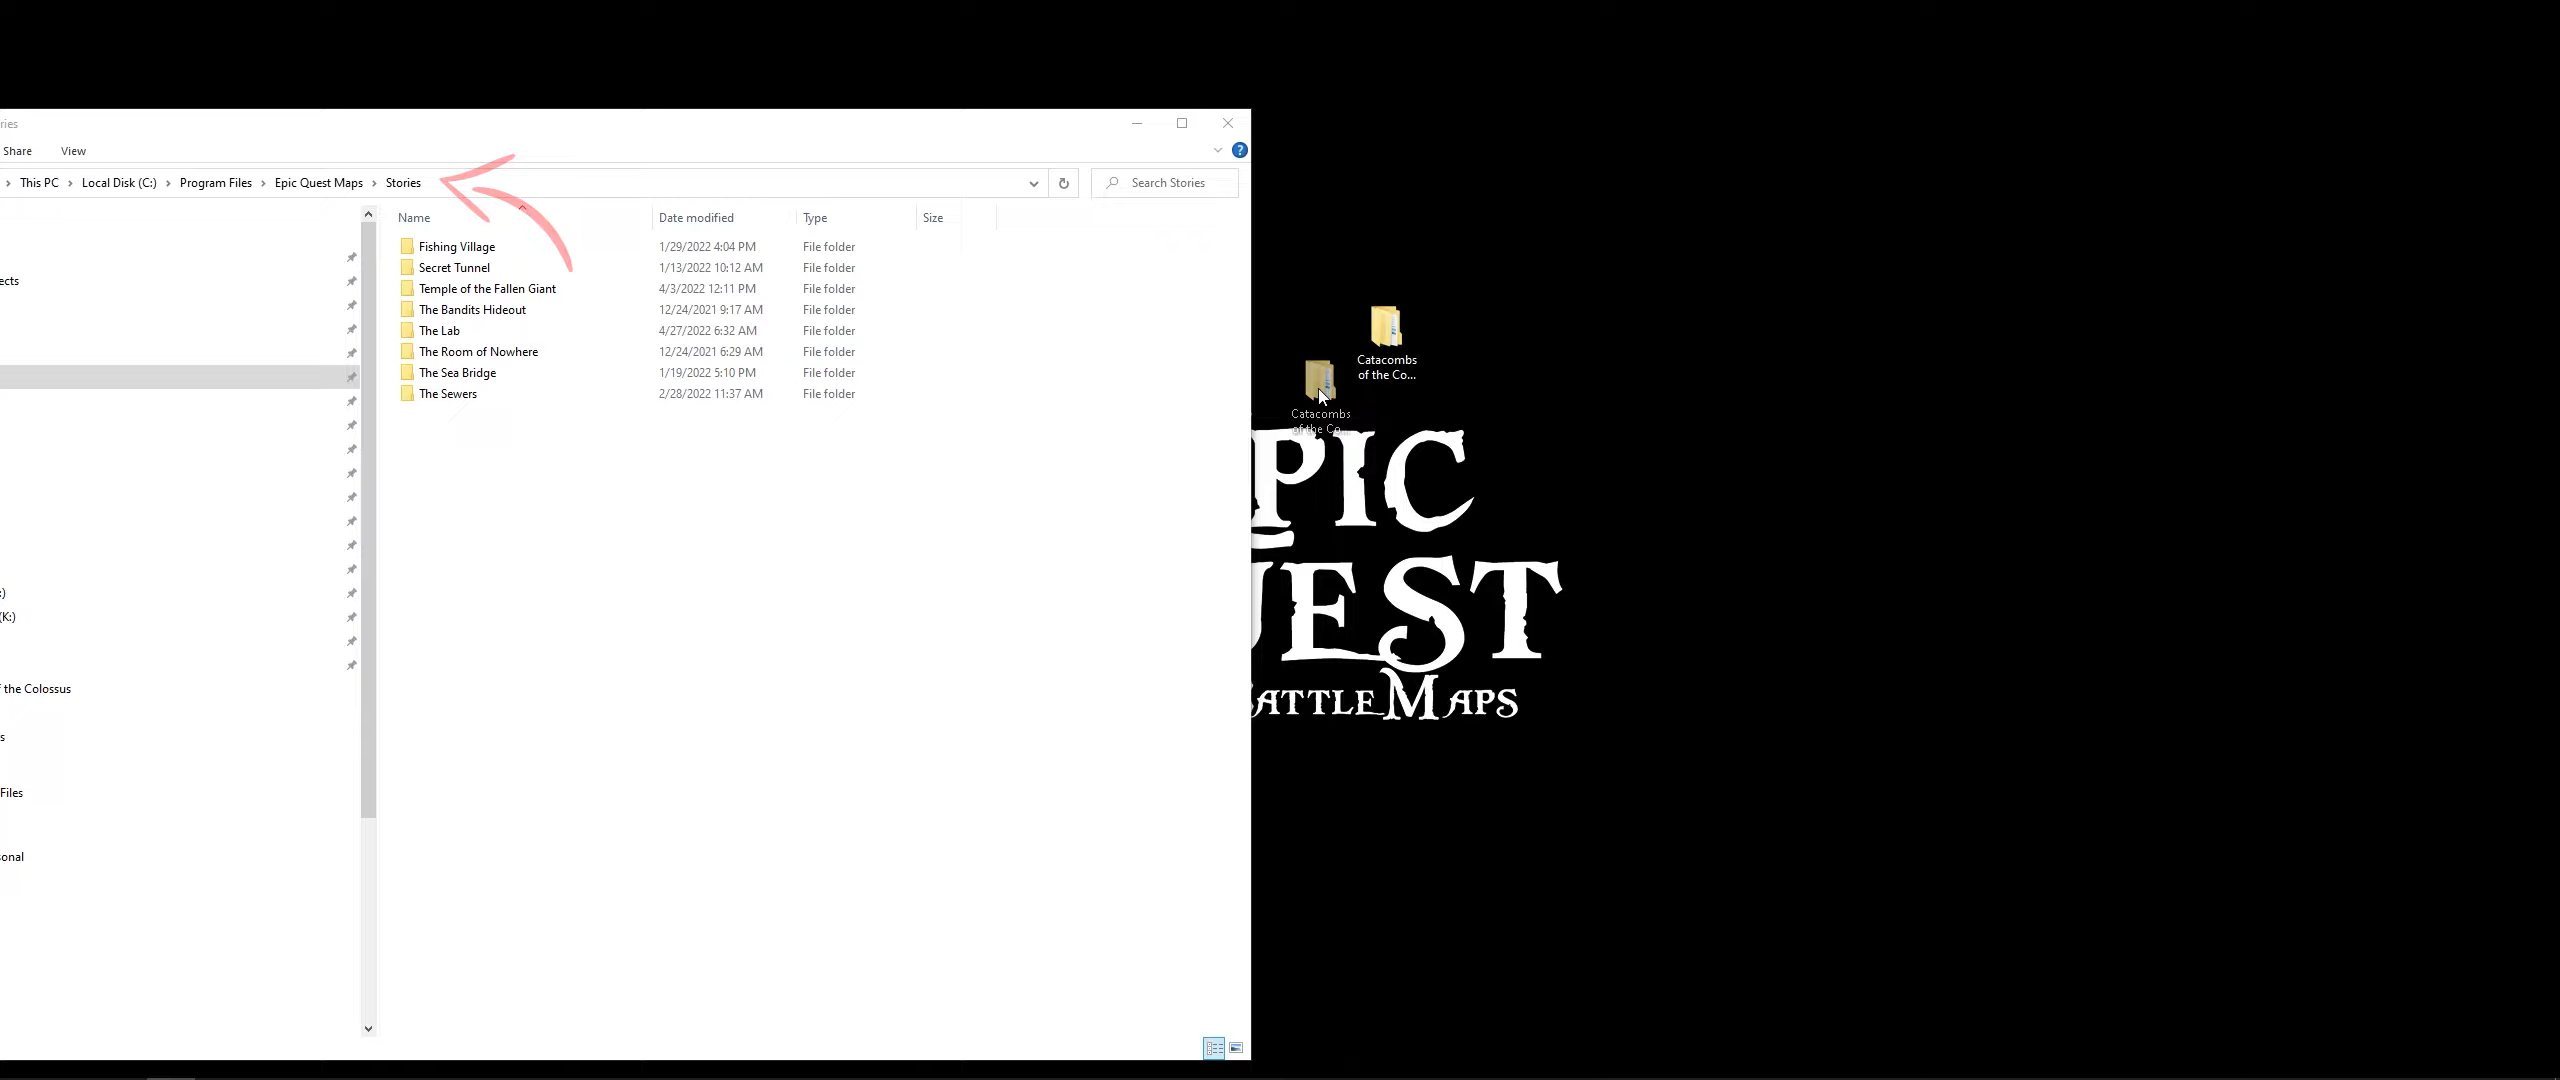 ries
Share View
This PC Local Disk (C:) Program Files Epic Quest Maps Stories
Search Stories
Name Date modified Type Size
Fishing Village 1/29/2022 4:04 PM File folder
Secret Tunnel 1/13/2022 10:12 AM File folder
Temple of the Fallen Giant 4/3/2022 12:11 PM File folder
The Bandits Hideout 12/24/2021 9:17 AM File folder
The Lab 4/27/2022 6:32 AM File folder
The Room of Nowhere 12/24/2021 6:29 AM File folder
The Sea Bridge 1/19/2022 5:10 PM File folder
The Sewers 2/28/2022 11:37 AM File folder
ects
:)
(K:)
f the Colossus
s
Files
onal
Catacombs
of the Co...
Catacombs
of the Co...
PIC
UEST
BATTLE MAPS